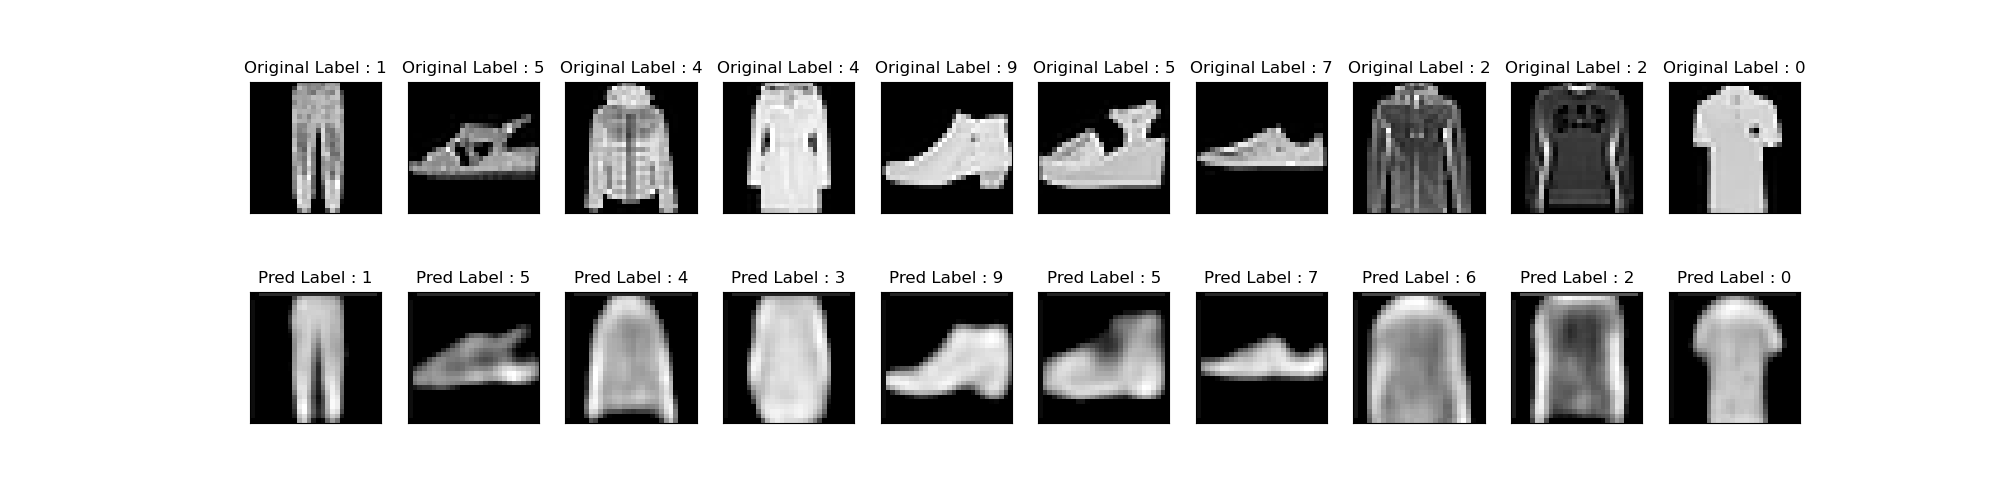 Original Label : 1 Original Label : 5 Original Label : 4 Original Label : 4 Original Label : 9 Original Label : 5 Original Label : 7 Original Label : 2 Original Label : 2 Original Label : 0
Pred Label : 1 Pred Label : 5 Pred Label : 4 Pred Label : 3 Pred Label : 9 Pred Label : 5 Pred Label : 7 Pred Label : 6 Pred Label : 2 Pred Label : 0